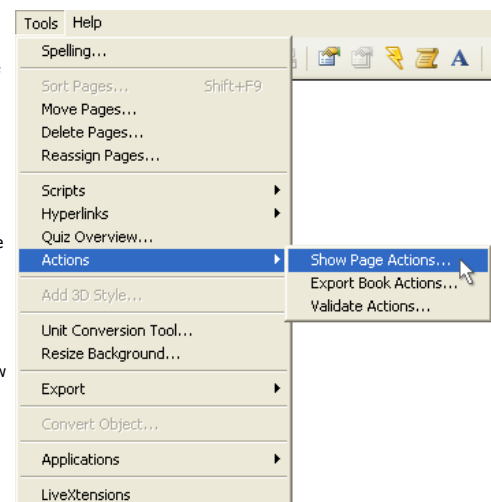 Tools Help
Spelling...
Sort Pages... Shift+F9
Move Pages...
Delete Pages...
Reassign Pages...
Scripts
Hyperlinks
Quiz Overview...
Actions
Show Page Actions...
Export Book Actions...
Validate Actions...
Add 3D Style...
Unit Conversion Tool...
Resize Background...
Export
Convert Object...
Applications
LiveXtensions
A